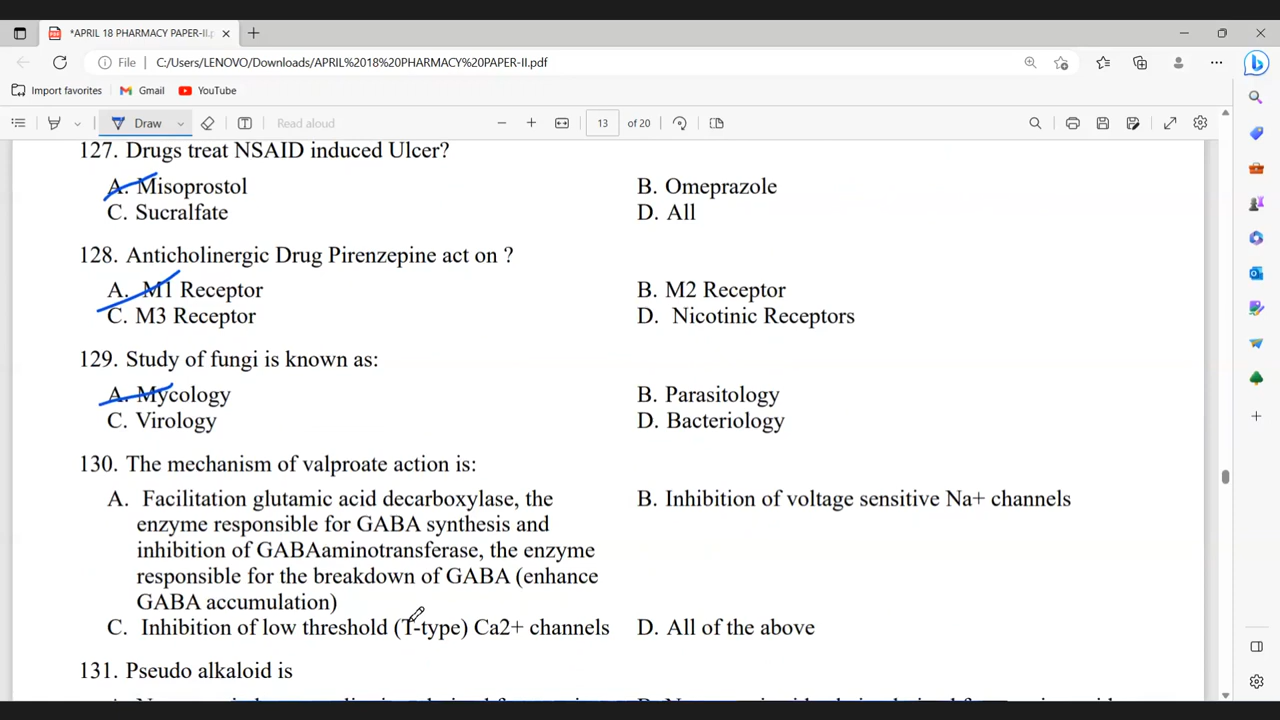 *APRIL 18 PHARMACY PAPER-II.p
File C:/Users/LENOVO/Downloads/APRIL%2018%20PHARMACY%20PAPER-II.pdf
Import favorites Gmail YouTube
Draw Read aloud 13 of 20
127. Drugs treat NSAID induced Ulcer?
A. Misoprostol B. Omeprazole
C. Sucralfate D. All
128. Anticholinergic Drug Pirenzepine act on ?
A. M1 Receptor B. M2 Receptor
C. M3 Receptor D. Nicotinic Receptors
129. Study of fungi is known as:
A. Mycology B. Parasitology
C. Virology D. Bacteriology
130. The mechanism of valproate action is:
A. Facilitation glutamic acid decarboxylase, the B. Inhibition of voltage sensitive Na+ channels
enzyme responsible for GABA synthesis and
inhibition of GABAaminotransferase, the enzyme
responsible for the breakdown of GABA (enhance
GABA accumulation)
C. Inhibition of low threshold (T-type) Ca2+ channels D. All of the above
131. Pseudo alkaloid is